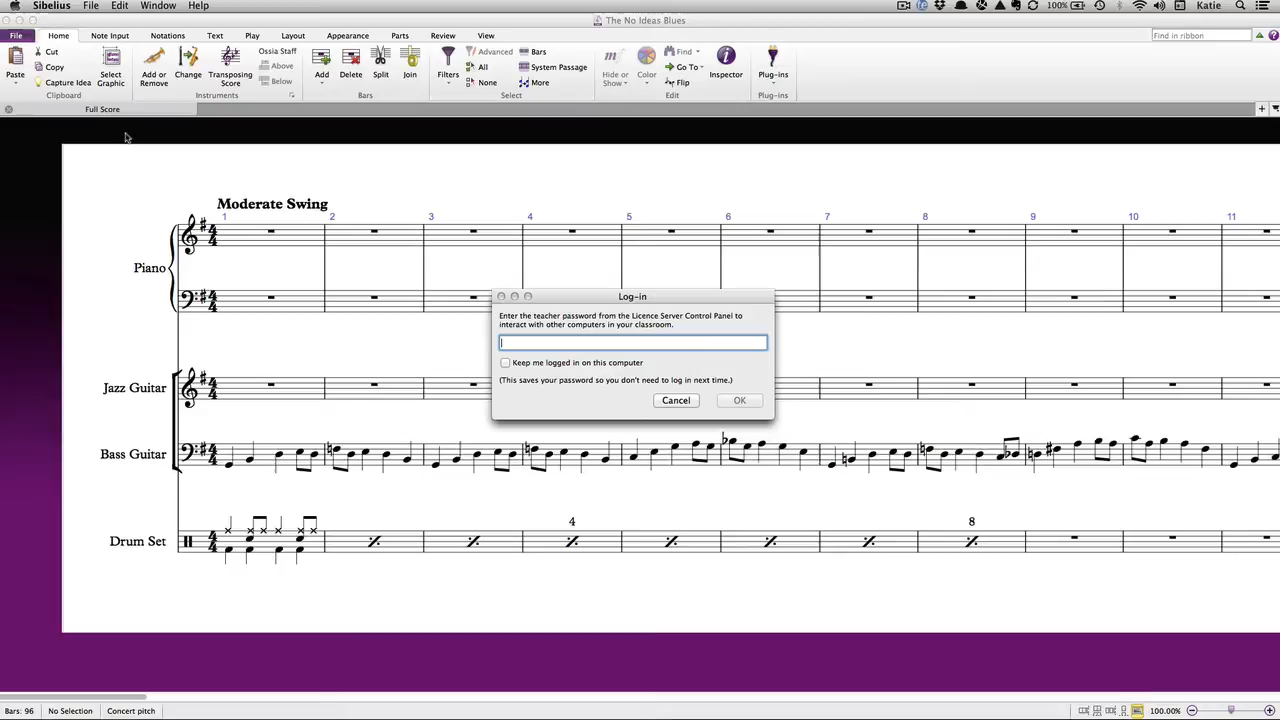 Sibelius File Edit Window Help 100% Katie
The No Ideas Blues
File Home Note Input Notations Text Play Layout Appearance Parts Review View Find in ribbon
Paste Cut Copy Capture Idea Select Graphic
Clipboard
Add or Remove Change Transposing Score Ossia Staff Above Below
Instruments
Add Delete Split Join
Bars
Filters Advanced All None Bars System Passage More
Select
Hide or Show Color Find Go To Flip Inspector
Edit
Plug-ins
Plug-ins
Full Score
Moderate Swing
1 2 3 4 5 6 7 8 9 10 11
Piano
Log-in
Enter the teacher password from the Licence Server Control Panel to
interact with other computers in your classroom.
Keep me logged in on this computer
(This saves your password so you don't need to log in next time.)
Cancel OK
Jazz Guitar
Bass Guitar
4 8
Drum Set
Bars: 96 No Selection Concert pitch 100.00%